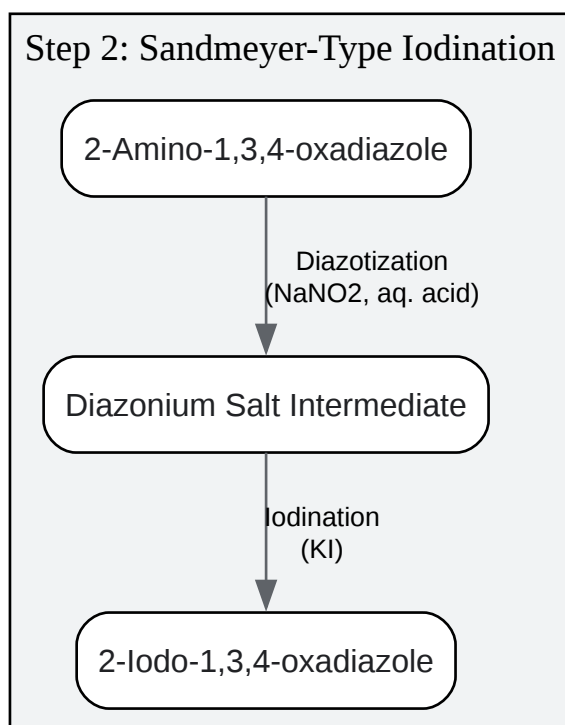 Step 2: Sandmeyer-Type Iodination
2-Amino-1,3,4-oxadiazole
Diazotization
(NaNO2, aq. acid)
Diazonium Salt Intermediate
Iodination
(KI)
2-Iodo-1,3,4-oxadiazole